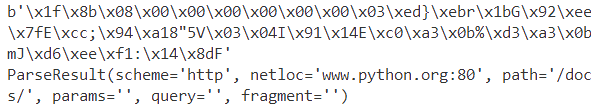 b'\x1f\x8b\x08\x00\x00\x00\x00\x00\x00\x03\xed}\xebr\x1bG\x92\xee
\x7fE\xcc;\x94\xa18"5V\x03\x04I\x91\x14E\xc0\xa3\x0b%\xd3\xa3\x0b
mJ\xd6\xee\xf1:\x14\x8dF'
ParseResult(scheme='http', netloc='www.python.org:80', path='/doc
s/', params='', query='', fragment='')